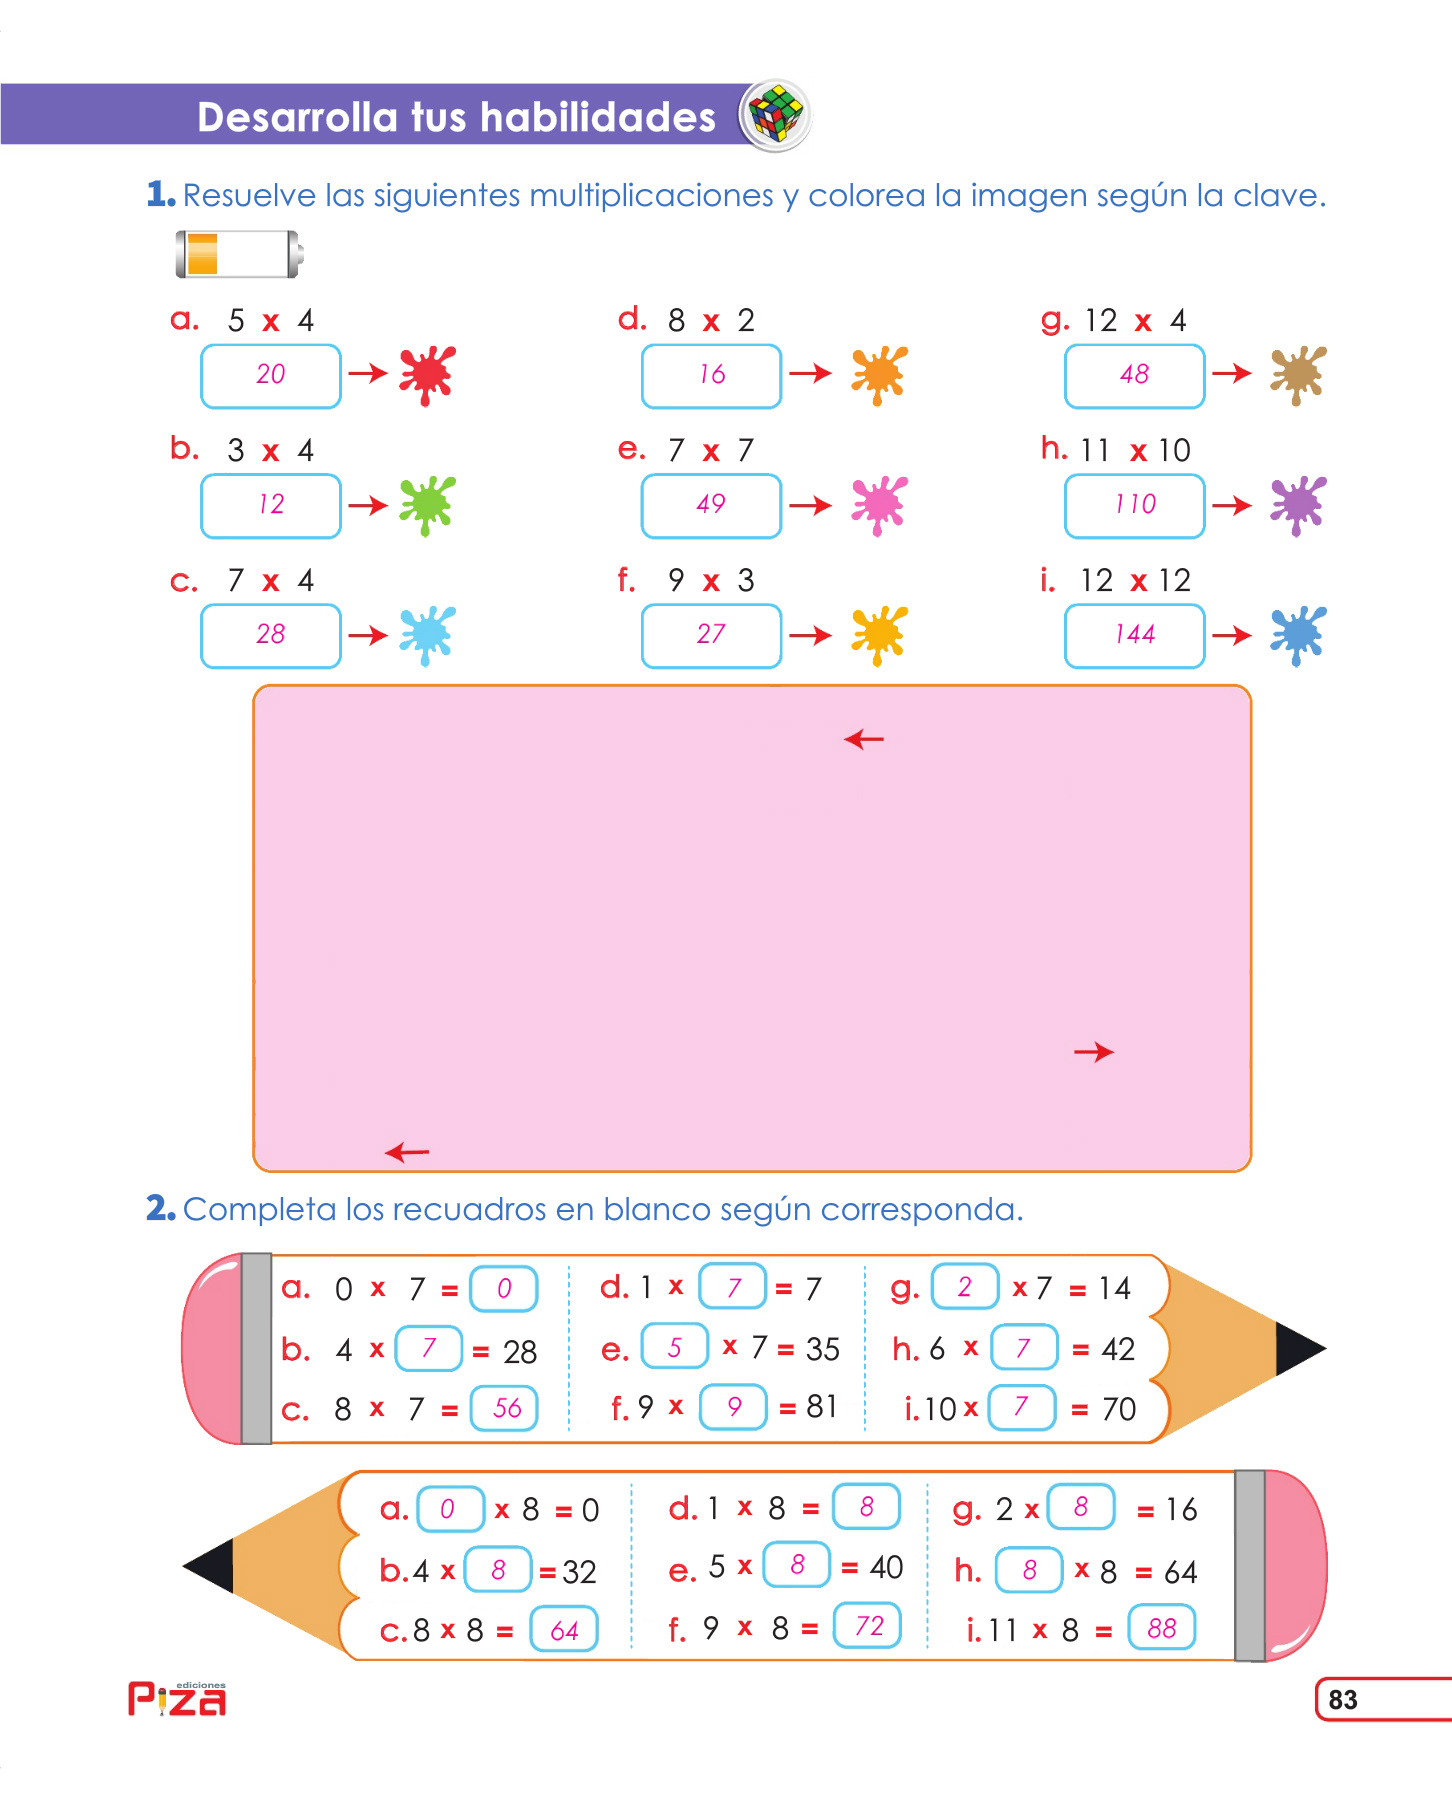 Desarrolla tus habilidades
1. Resuelve las siguientes multiplicaciones y colorea la imagen según la clave.
a. 5 x 4
20
d. 8 x 2
16
g. 12 x 4
48
b. 3 x 4
12
e. 7 x 7
49
h. 11 x 10
110
c. 7 x 4
28
f. 9 x 3
27
i. 12 x 12
144
2. Completa los recuadros en blanco según corresponda.
a. 0 x 7 = 0
b. 4 x 7 = 28
c. 8 x 7 = 56
d. 1 x 7 = 7
e. 5 x 7 = 35
f. 9 x 9 = 81
g. 2 x 7 = 14
h. 6 x 7 = 42
i. 10 x 7 = 70
a. 0 x 8 = 0
b. 4 x 8 = 32
c. 8 x 8 = 64
d. 1 x 8 = 8
e. 5 x 8 = 40
f. 9 x 8 = 72
g. 2 x 8 = 16
h. 8 x 8 = 64
i. 11 x 8 = 88
ediciones
Piza
83